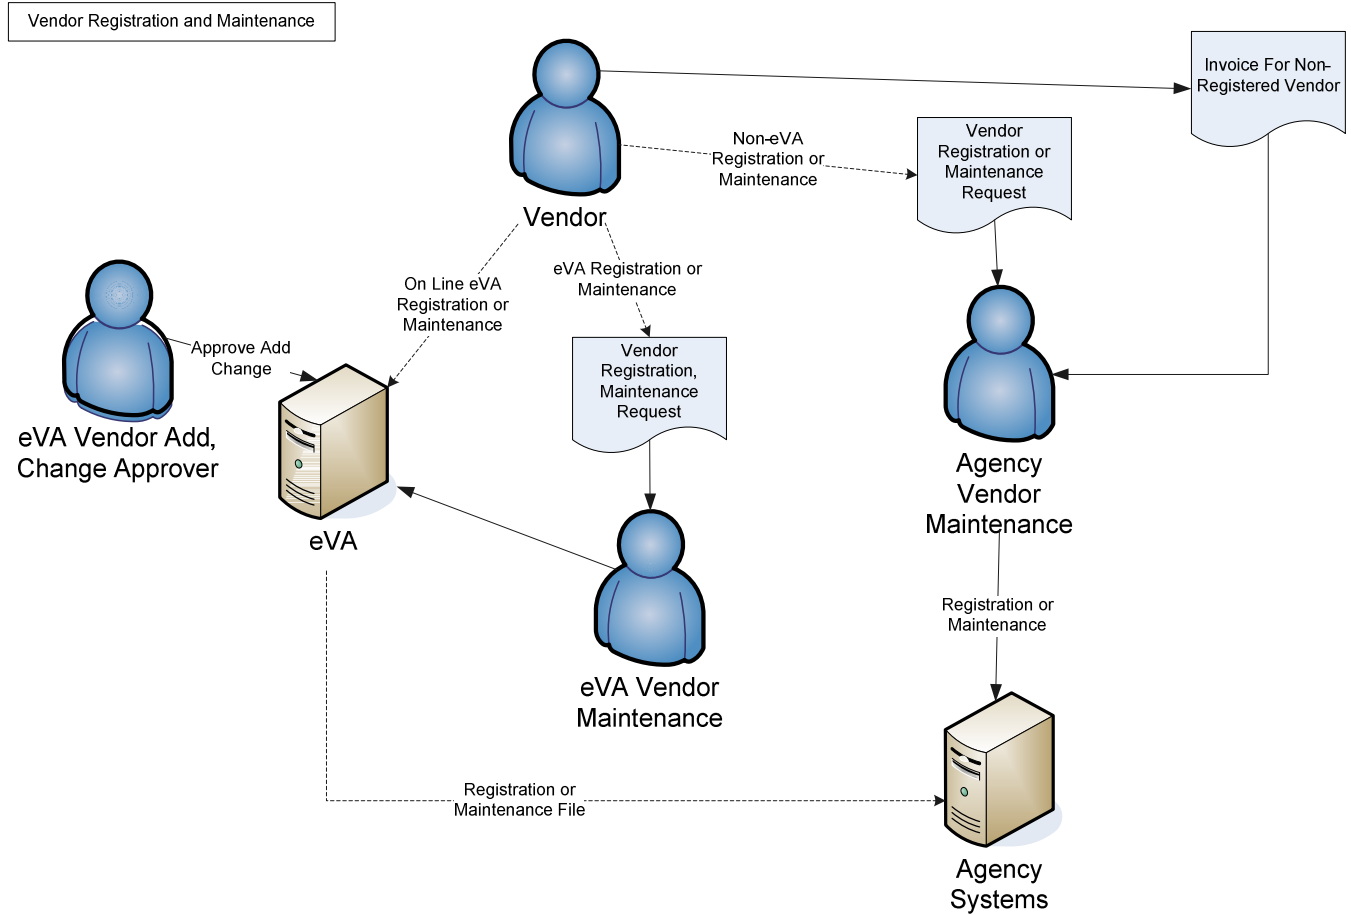 Vendor Registration and Maintenance
Invoice For Non-
Registered Vendor
Non-eVA
Registration or
Maintenance
Vendor
Registration or
Maintenance
Request
Vendor
On Line eVA
Registration or
Maintenance
eVA Registration or
Maintenance
Approve Add
Change
Vendor
Registration,
Maintenance
Request
eVA Vendor Add,
Change Approver
eVA
Agency
Vendor
Maintenance
Registration or
Maintenance
eVA Vendor
Maintenance
Registration or
Maintenance File
Agency
Systems